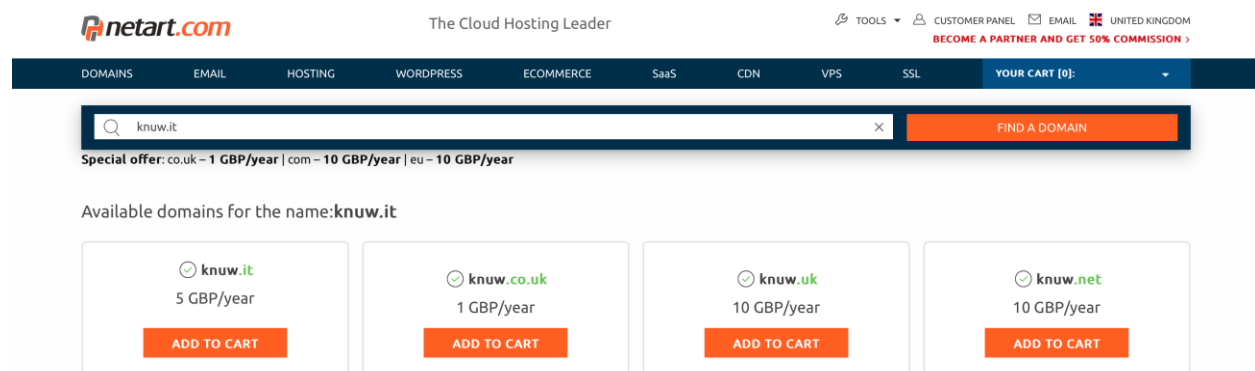 netart.com
The Cloud Hosting Leader
TOOLS CUSTOMER PANEL EMAIL UNITED KINGDOM
BECOME A PARTNER AND GET 50% COMMISSION >
DOMAINS EMAIL HOSTING WORDPRESS ECOMMERCE SaaS CDN VPS SSL YOUR CART [0]:
knuw.it × FIND A DOMAIN
Special offer: co.uk – 1 GBP/year | com – 10 GBP/year | eu – 10 GBP/year
Available domains for the name:knuw.it
knuw.it knuw.co.uk knuw.uk knuw.net
5 GBP/year 1 GBP/year 10 GBP/year 10 GBP/year
ADD TO CART ADD TO CART ADD TO CART ADD TO CART